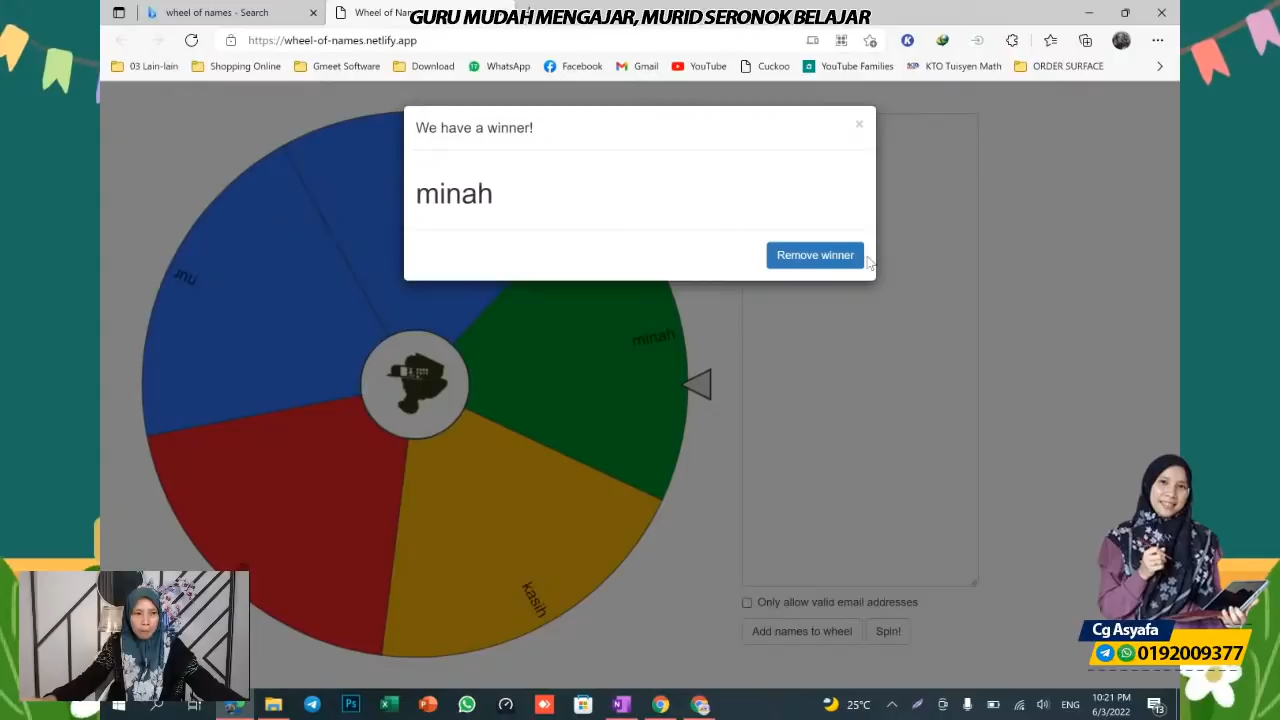 GURU MUDAH MENGAJAR, MURID SERONOK BELAJAR
wheel of names - Search
Wheel of Na
https://wheel-of-names.netlify.app
03 Lain-lain
Shopping Online
Gmeet Software
Download
WhatsApp
Facebook
Gmail
YouTube
Cuckoo
YouTube Families
KTO Tuisyen Math
ORDER SURFACE
We have a winner!
minah
Remove winner
minah
kasih
Only allow valid email addresses
Add names to wheel
Spin!
Cg Asyafa
0192009377
25°C
10:21 PM
6/3/2022
13